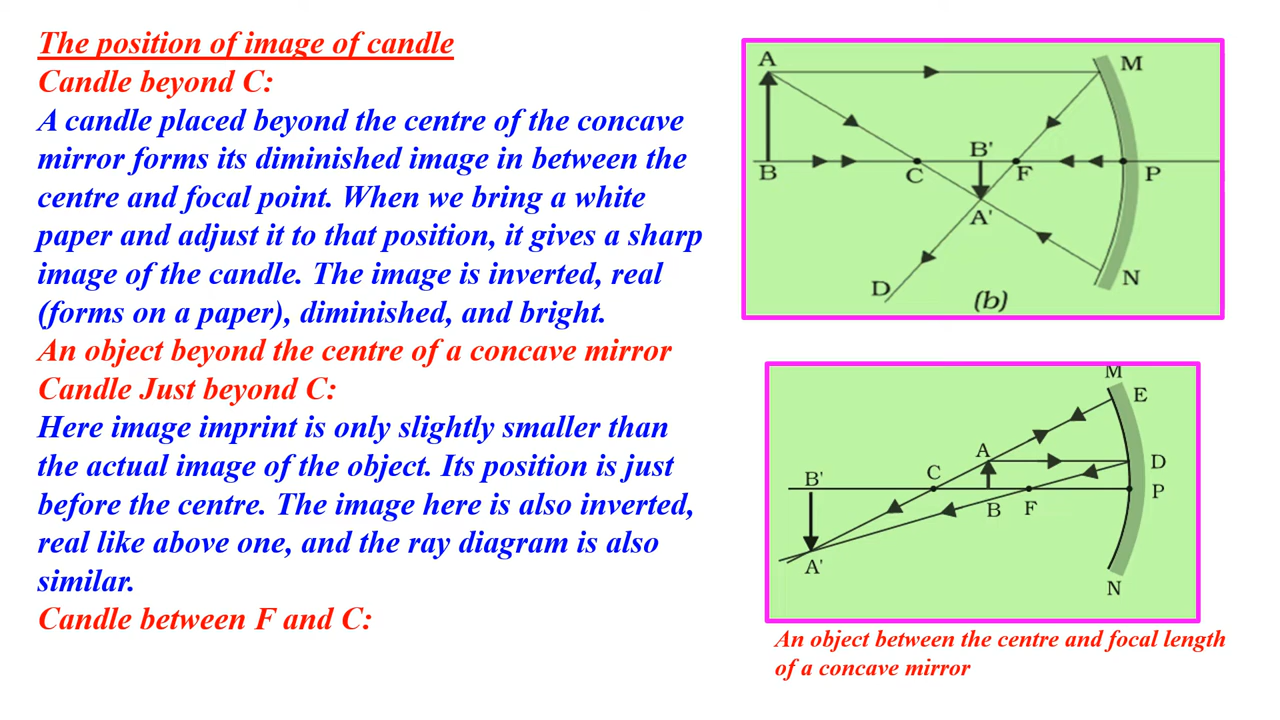 The position of image of candle
Candle beyond C:
A candle placed beyond the centre of the concave
mirror forms its diminished image in between the
centre and focal point. When we bring a white
paper and adjust it to that position, it gives a sharp
image of the candle. The image is inverted, real
(forms on a paper), diminished, and bright.
An object beyond the centre of a concave mirror
Candle Just beyond C:
Here image imprint is only slightly smaller than
the actual image of the object. Its position is just
before the centre. The image here is also inverted,
real like above one, and the ray diagram is also
similar.
Candle between F and C:
A
M
B'
B
C
F
P
A'
N
D
(b)
M
E
A
D
C
B'
P
B
F
A'
N
An object between the centre and focal length
of a concave mirror